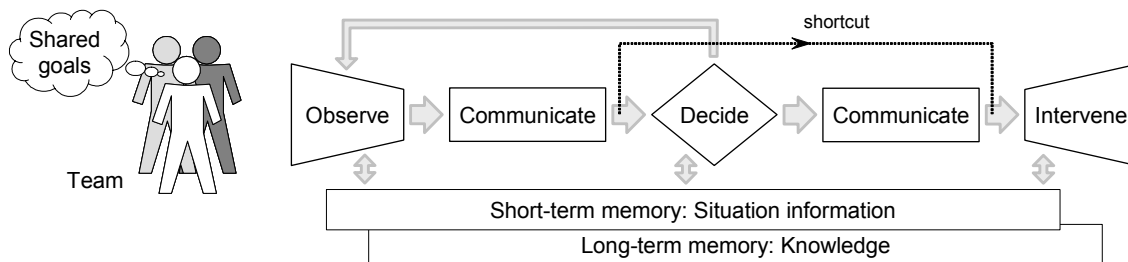 Shared
goals
Team
shortcut
Observe
Communicate
Decide
Communicate
Intervene
Short-term memory: Situation information
Long-term memory: Knowledge